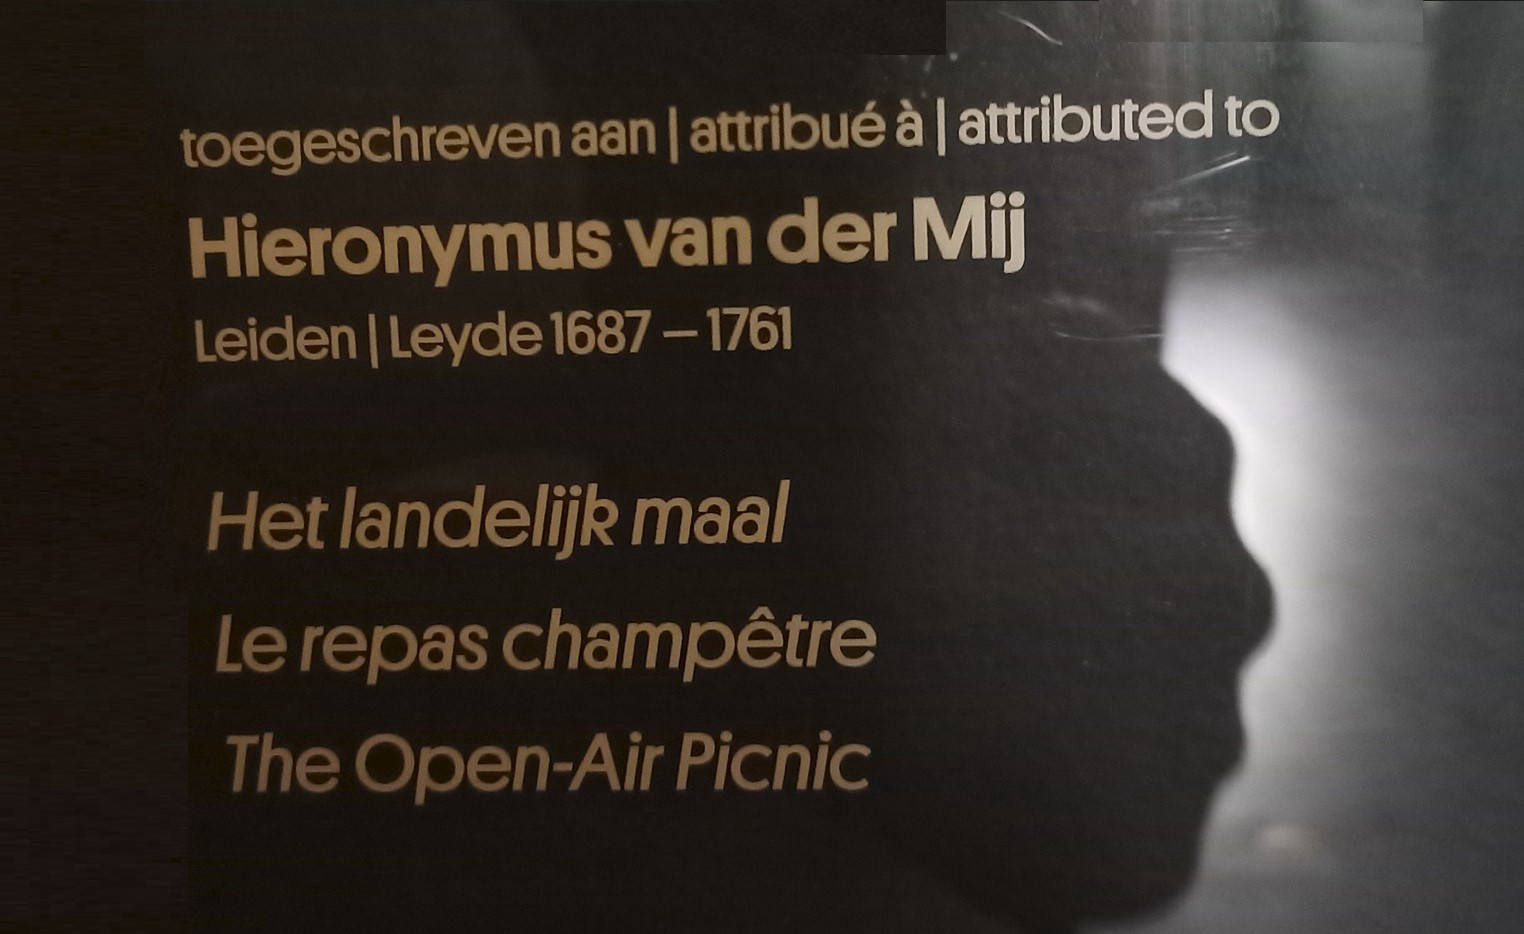 toegeschreven aan | attribué à | attributed to
Hieronymus van der Mij
Leiden | Leyde 1687 – 1761
Het landelijk maal
Le repas champêtre
The Open-Air Picnic